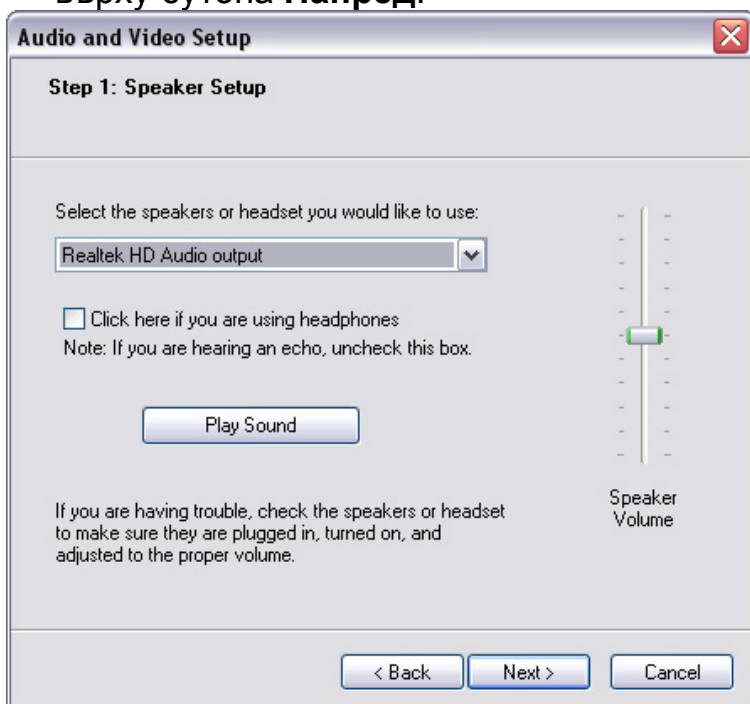 върху бутона Напред.
Audio and Video Setup
Step 1: Speaker Setup
Select the speakers or headset you would like to use:
Realtek HD Audio output
Click here if you are using headphones
Note: If you are hearing an echo, uncheck this box.
Play Sound
If you are having trouble, check the speakers or headset
to make sure they are plugged in, turned on, and
adjusted to the proper volume.
Speaker
Volume
< Back
Next >
Cancel